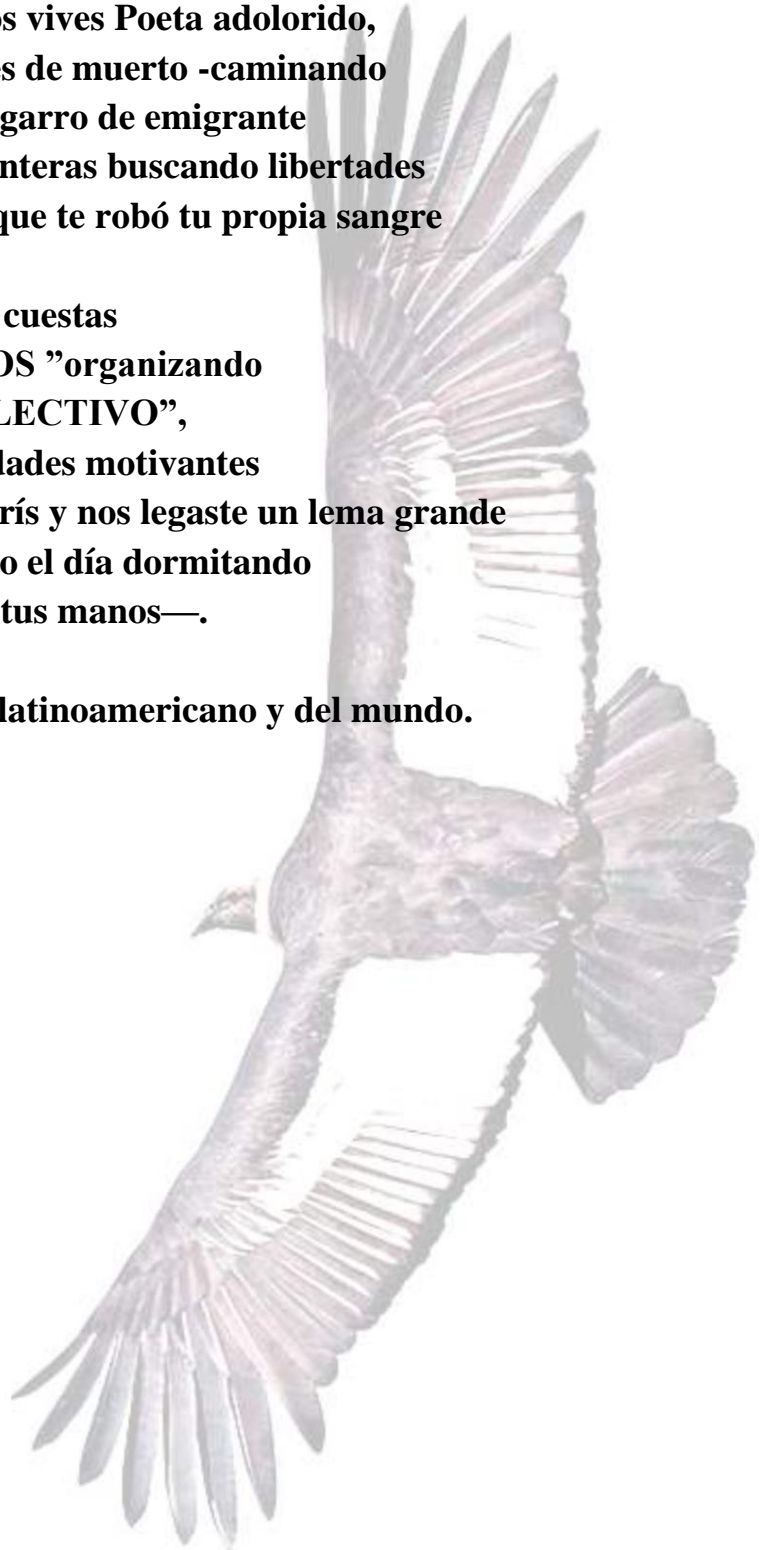 os vives Poeta adolorido,
es de muerto -caminando
garro de emigrante
nteras buscando libertades
que te robó tu propia sangre
cuestas
OS ”organizando
LECTIVO”,
dades motivantes
rís y nos legaste un lema grande
o el día dormitando
tus manos—.
latinoamericano y del mundo.